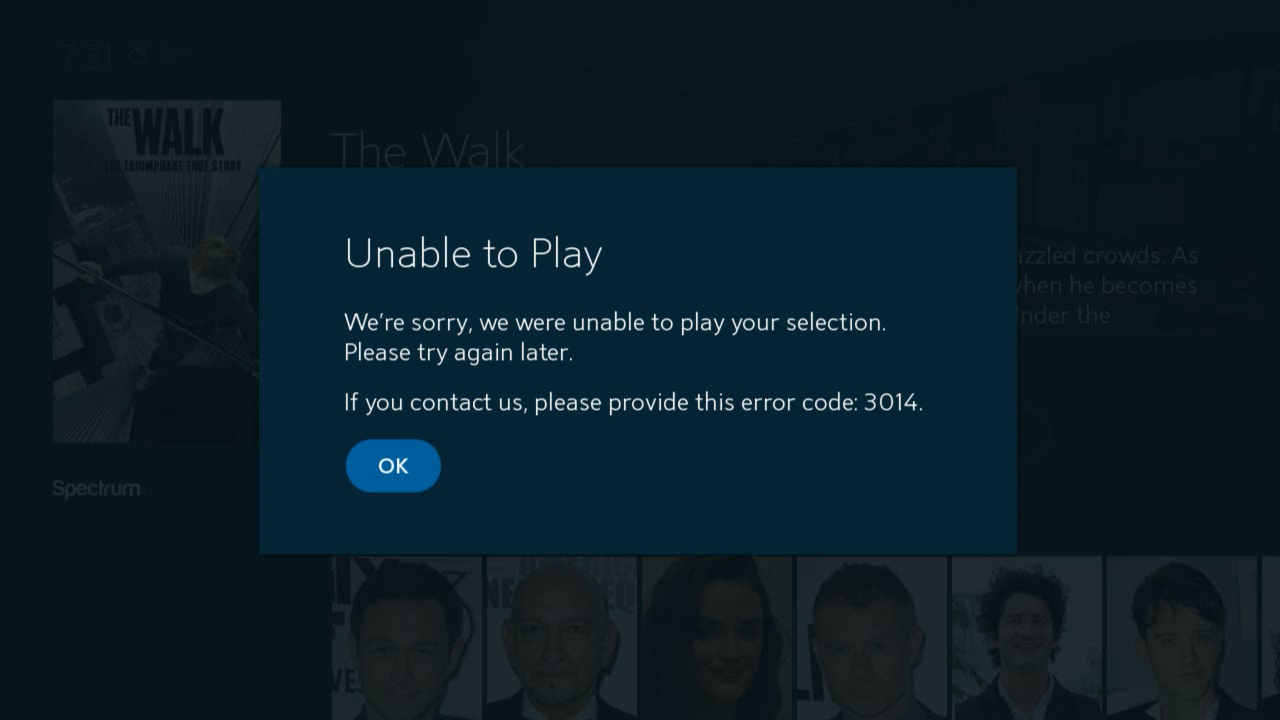 7:31 39°
THE
WALK
THE TRIUMPHANT TRUE STORY
The Walk
Unable to Play
We're sorry, we were unable to play your selection.
Please try again later.
If you contact us, please provide this error code: 3014.
OK
azzled crowds. As
when he becomes
Under the...
Spectrum